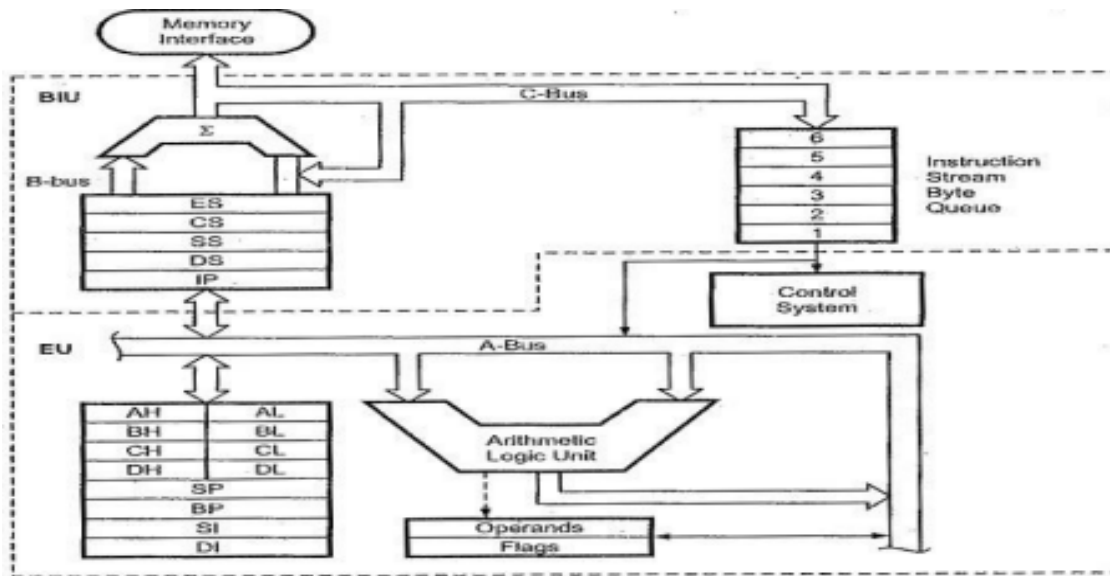 Memory
Interface
BIU
C-Bus
Σ
B-bus
ES
CS
SS
DS
IP
6
5
4
3
2
1
Instruction
Stream
Byte
Queue
Control
System
EU
A-Bus
AH AL
BH BL
CH CL
DH DL
SP
BP
SI
DI
Arithmetic
Logic Unit
Operands
Flags